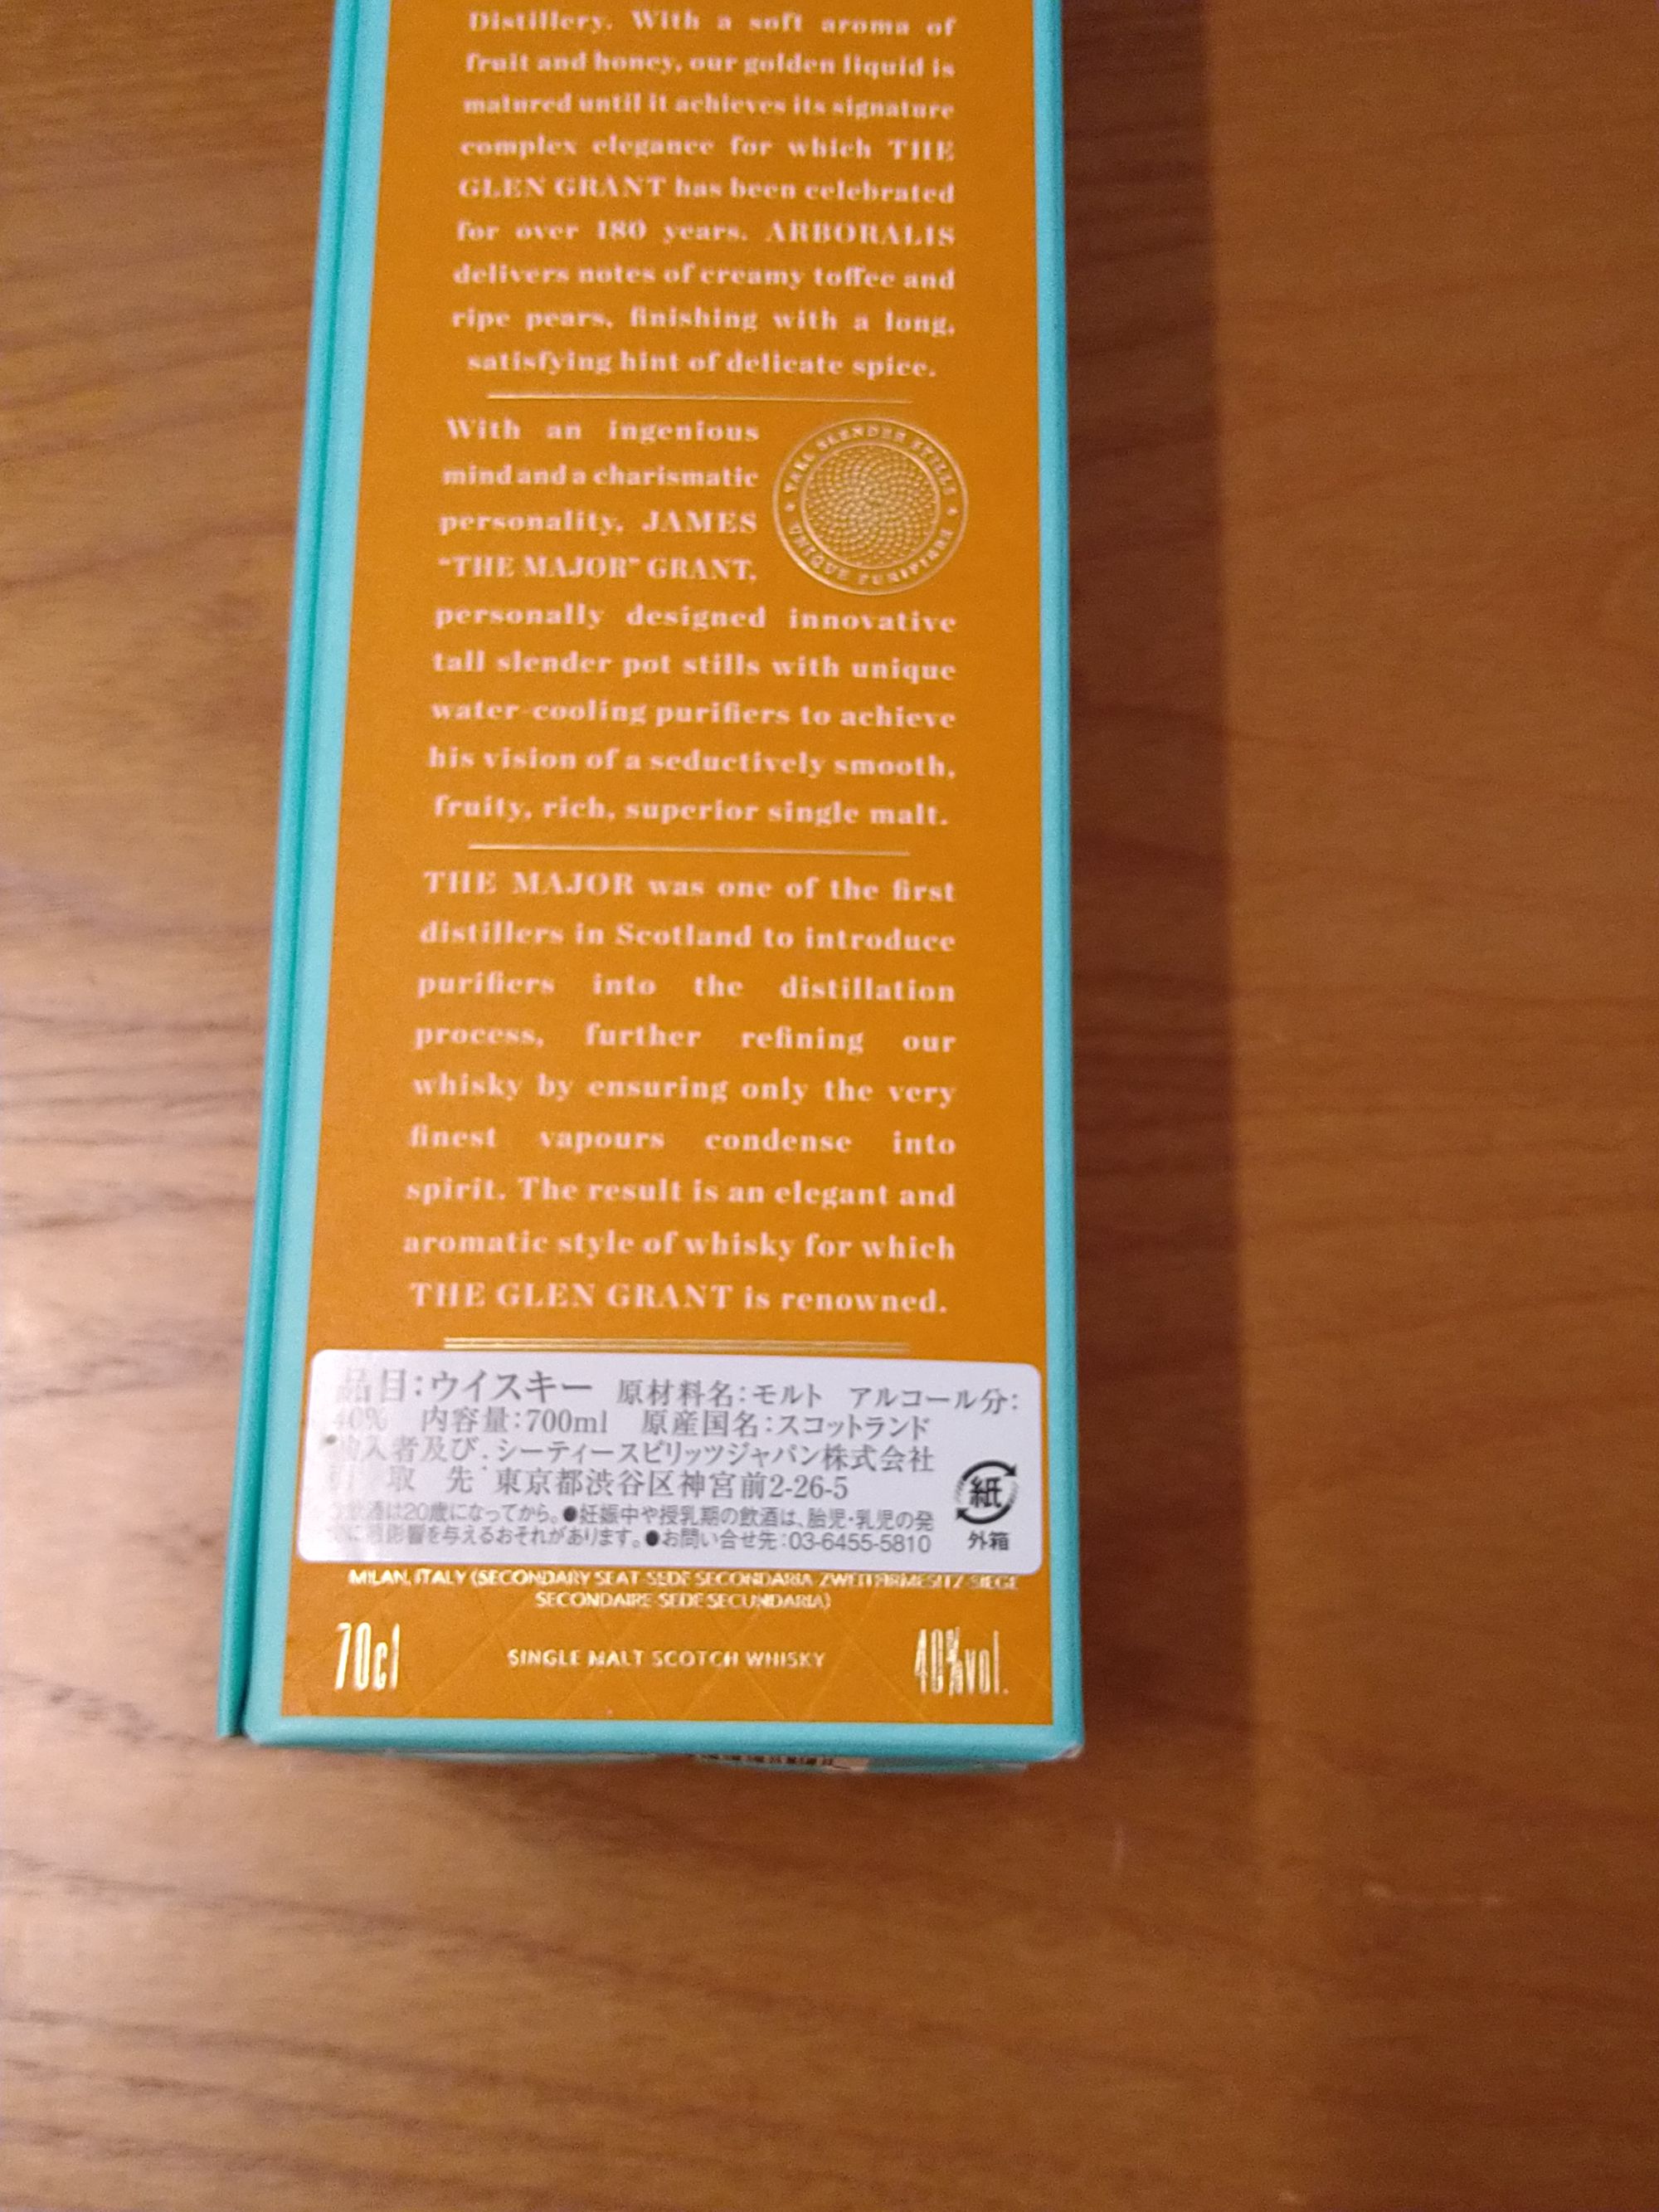 Distillery. With a soft aroma of
fruit and honey, our golden liquid is
matured until it achieves its signature
complex elegance for which THE
GLEN GRANT has been celebrated
for over 180 years. ARBORALIS
delivers notes of creamy toffee and
ripe pears, finishing with a long,
satisfying hint of delicate spice.
With an ingenious
mind and a charismatic
personality, JAMES
“THE MAJOR” GRANT,
TALL SLENDER STILLS
UNIQUE PURIFIERS
personally designed innovative
tall slender pot stills with unique
water-cooling purifiers to achieve
his vision of a seductively smooth,
fruity, rich, superior single malt.
THE MAJOR was one of the first
distillers in Scotland to introduce
purifiers into the distillation
process, further refining our
whisky by ensuring only the very
finest vapours condense into
spirit. The result is an elegant and
aromatic style of whisky for which
THE GLEN GRANT is renowned.
品目:ウイスキー 原材料名:モルト アルコール分:
40% 内容量:700ml 原産国名:スコットランド
輸入者及び:シーティースピリッツジャパン株式会社
引 取 先 東京都渋谷区神宮前2-26-5
飲酒は20歳になってから。●妊娠中や授乳期の飲酒は、胎児・乳児の発
育に悪影響を与えるおそれがあります。●お問い合せ先:03-6455-5810
紙
外箱
MILAN, ITALY (SECONDARY SEAT-SEDE SECONDARIA-ZWEITFIRMESITZ-SIEGE
SECONDAIRE-SEDE SECUNDARIA)
70cl SINGLE MALT SCOTCH WHISKY 40%vol.